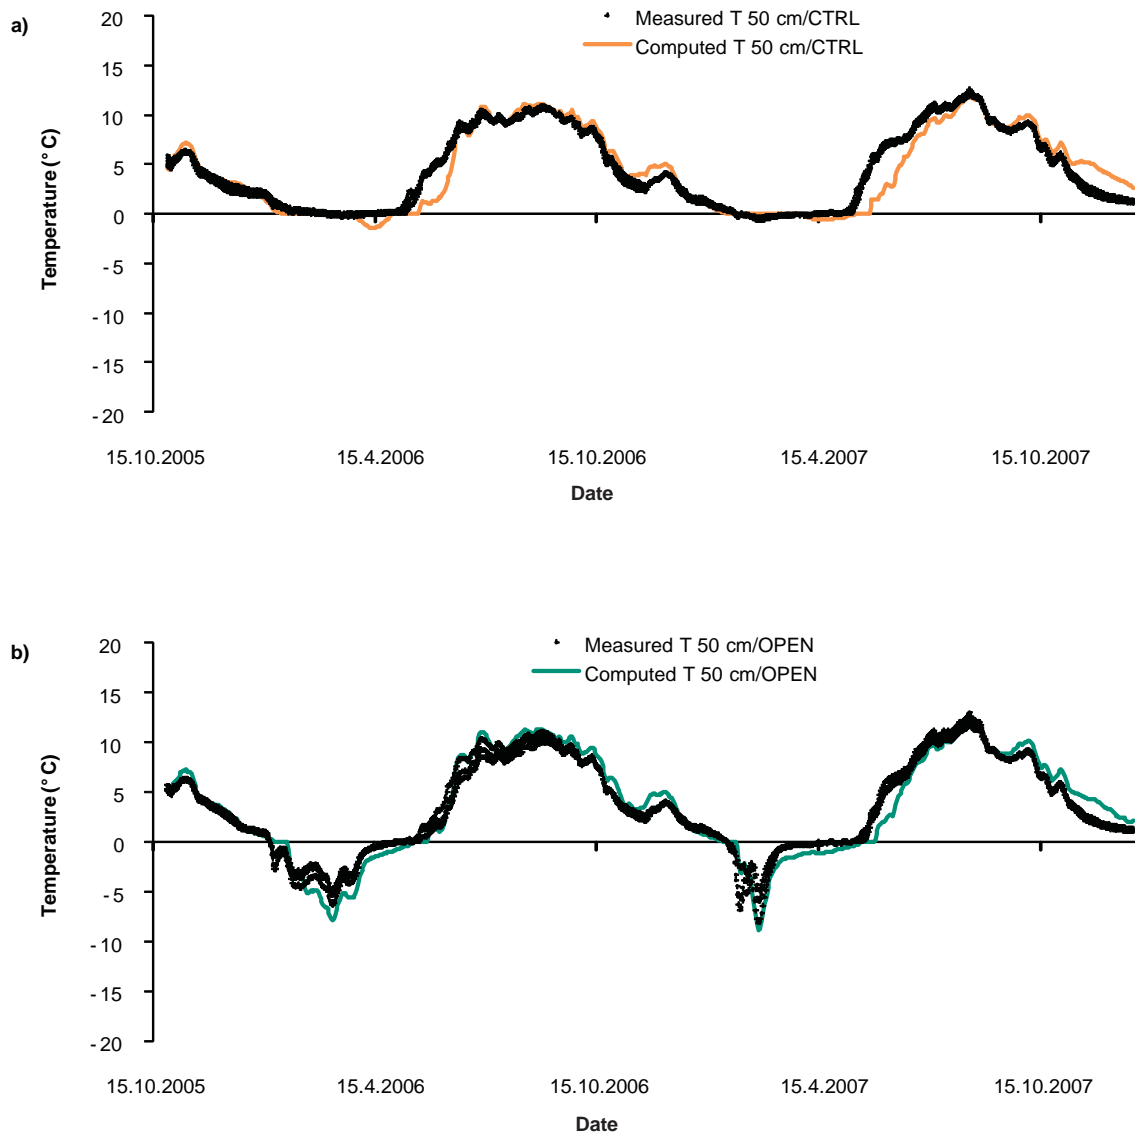 a)
Measured T 50 cm/CTRL
Computed T 50 cm/CTRL
Temperature (° C)
20
15
10
5
0
-5
-10
-15
-20
15.10.2005 15.4.2006 15.10.2006 15.4.2007 15.10.2007
Date
b)
Measured T 50 cm/OPEN
Computed T 50 cm/OPEN
Temperature (° C)
20
15
10
5
0
-5
-10
-15
-20
15.10.2005 15.4.2006 15.10.2006 15.4.2007 15.10.2007
Date